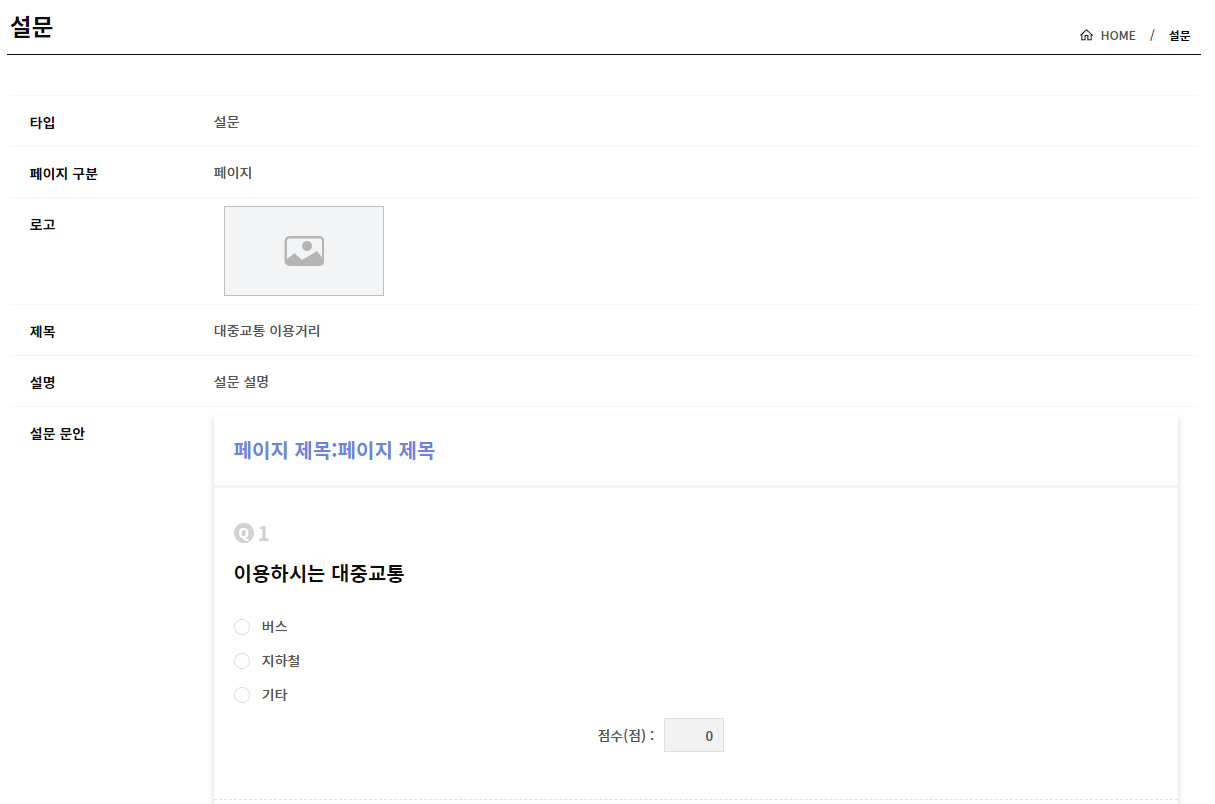 설문
HOME / 설문
타입 설문
페이지 구분 페이지
로고
제목 대중교통 이용거리
설명 설문 설명
설문 문안
페이지 제목:페이지 제목
Q 1
이용하시는 대중교통
버스
지하철
기타
점수(점) : 0